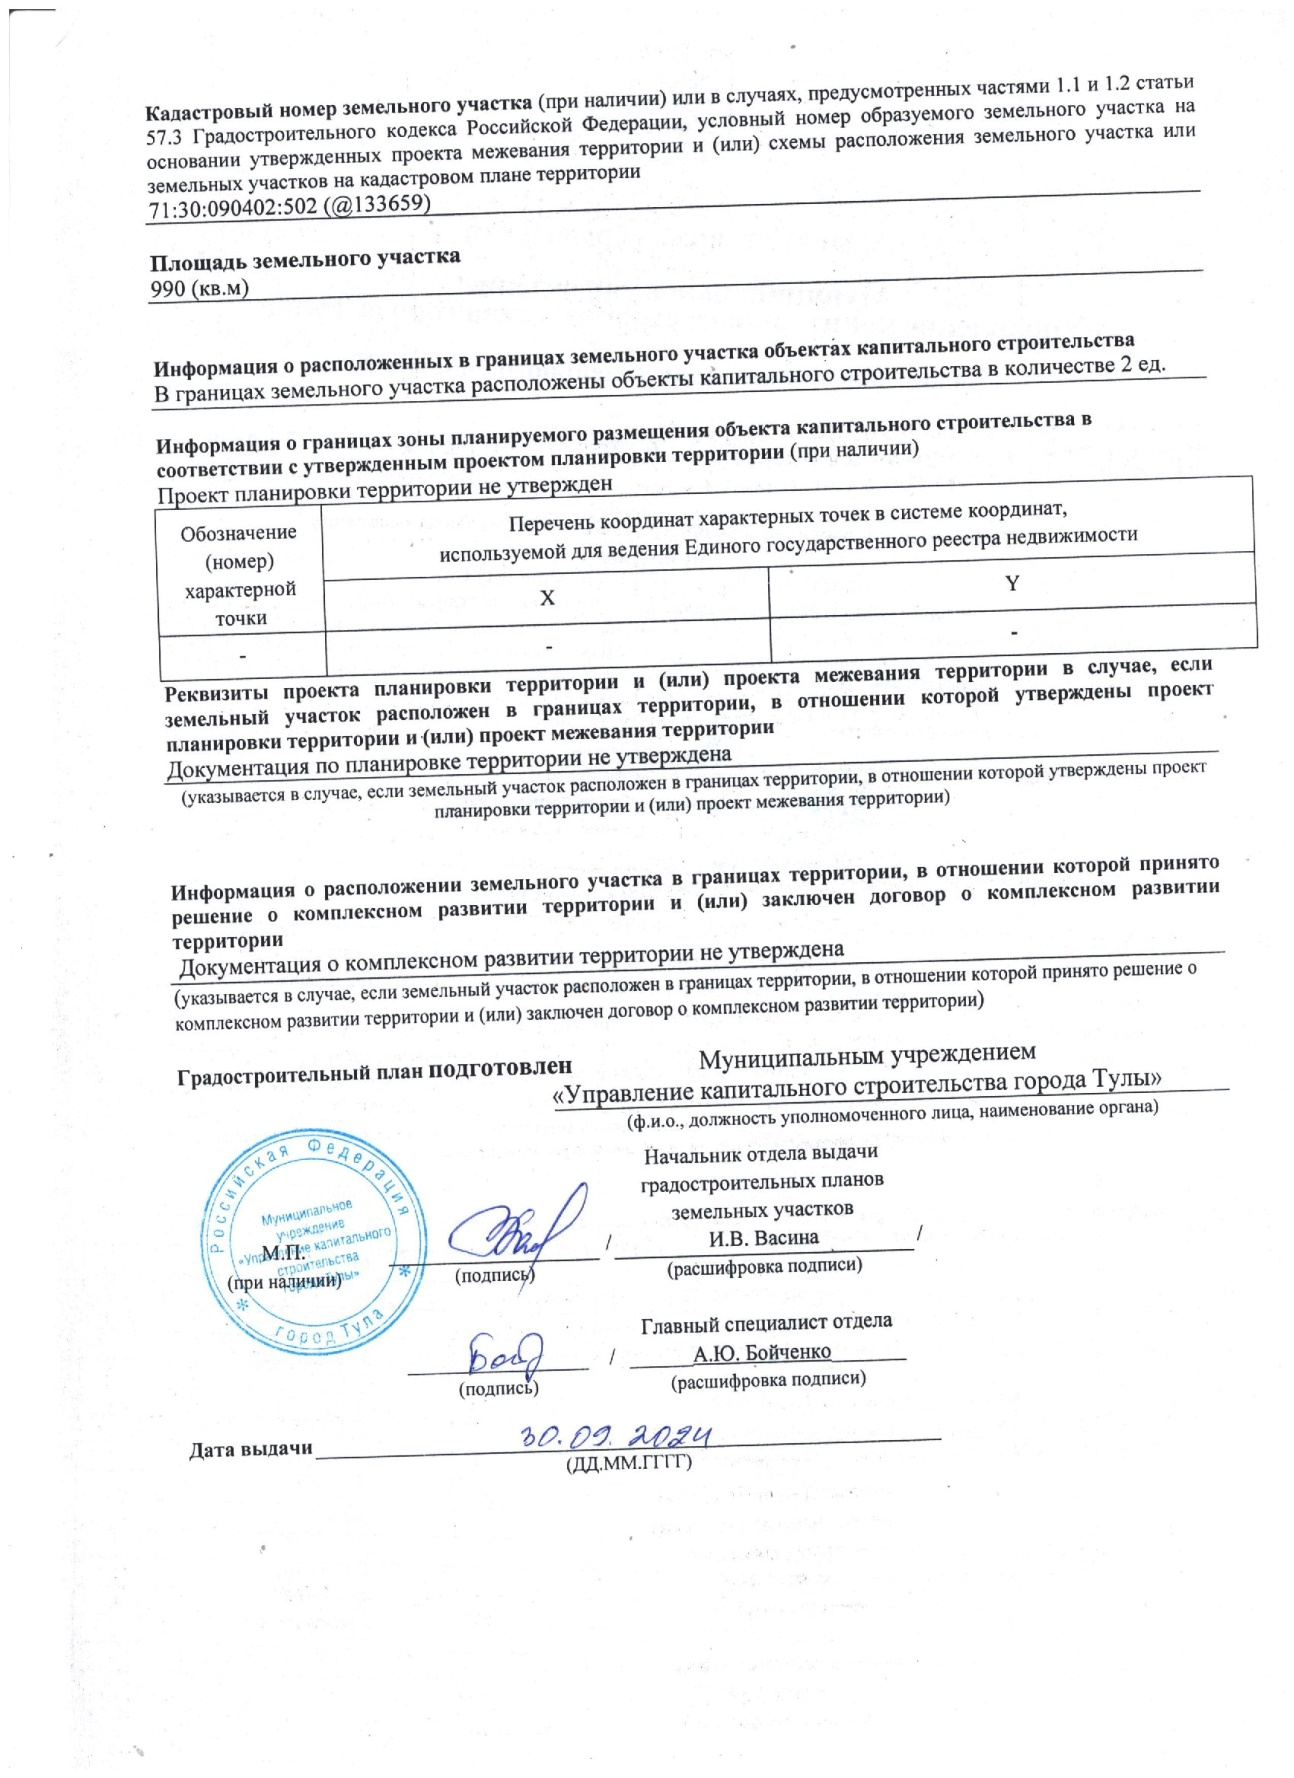 Кадастровый номер земельного участка (при наличии) или в случаях, предусмотренных частями 1.1 и 1.2 статьи
57.3 Градостроительного кодекса Российской Федерации, условный номер образуемого земельного участка на
основании утвержденных проекта межевания территории и (или) схемы расположения земельного участка или
земельных участков на кадастровом плане территории
71:30:090402:502 (@133659)
Площадь земельного участка
990 (кв.м)
Информация о расположенных в границах земельного участка объектах капитального строительства
В границах земельного участка расположены объекты капитального строительства в количестве 2 ед.
Информация о границах зоны планируемого размещения объекта капитального строительства в
соответствии с утвержденным проектом планировки территории (при наличии)
Проект планировки территории не утвержден
Обозначение
(номер)
характерной
точки
Перечень координат характерных точек в системе координат,
используемой для ведения Единого государственного реестра недвижимости
X
Y
-
-
-
Реквизиты проекта планировки территории и (или) проекта межевания территории в случае, если
земельный участок расположен в границах территории, в отношении которой утверждены проект
планировки территории и (или) проект межевания территории
Документация по планировке территории не утверждена
(указывается в случае, если земельный участок расположен в границах территории, в отношении которой утверждены проект
планировки территории и (или) проект межевания территории)
Информация о расположении земельного участка в границах территории, в отношении которой принято
решение о комплексном развитии территории и (или) заключен договор о комплексном развитии
территории
Документация о комплексном развитии территории не утверждена
(указывается в случае, если земельный участок расположен в границах территории, в отношении которой принято решение о
комплексном развитии территории и (или) заключен договор о комплексном развитии территории)
Градостроительный план подготовлен
Муниципальным учреждением
«Управление капитального строительства города Тулы»
(ф.и.о., должность уполномоченного лица, наименование органа)
Российская Федерация
Муниципальное
учреждение
«Управление капитального
строительства
города Тулы»
* город Тула *
М.П.
(при наличии)
(подпись)
/
Начальник отдела выдачи
градостроительных планов
земельных участков
И.В. Васина /
(расшифровка подписи)
(подпись)
/
Главный специалист отдела
А.Ю. Бойченко
(расшифровка подписи)
Дата выдачи 30.09.2024
(ДД.ММ.ГГГГ)